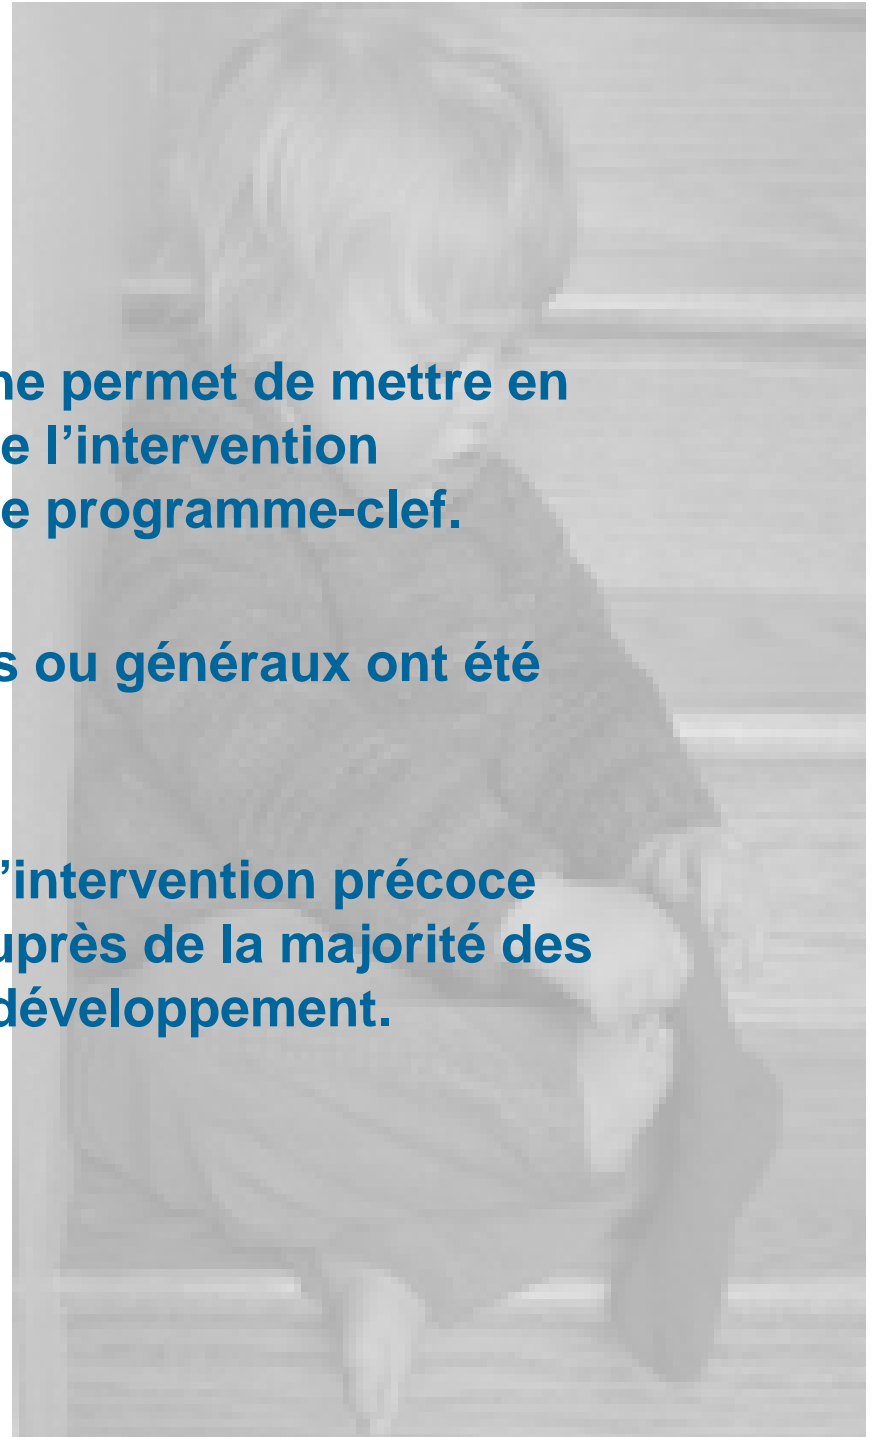 ne permet de mettre en
e l’intervention
e programme-clef.
s ou généraux ont été
’intervention précoce
uprès de la majorité des
développement.